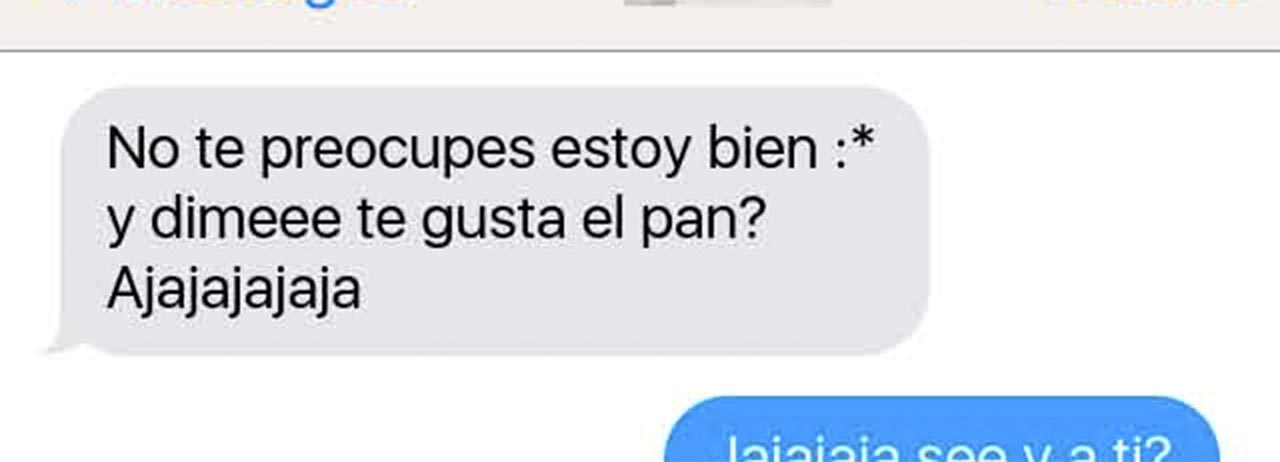 No te preocupes estoy bien :*
y dimeee te gusta el pan?
Ajajajajaja
Jajajaja see y a ti?